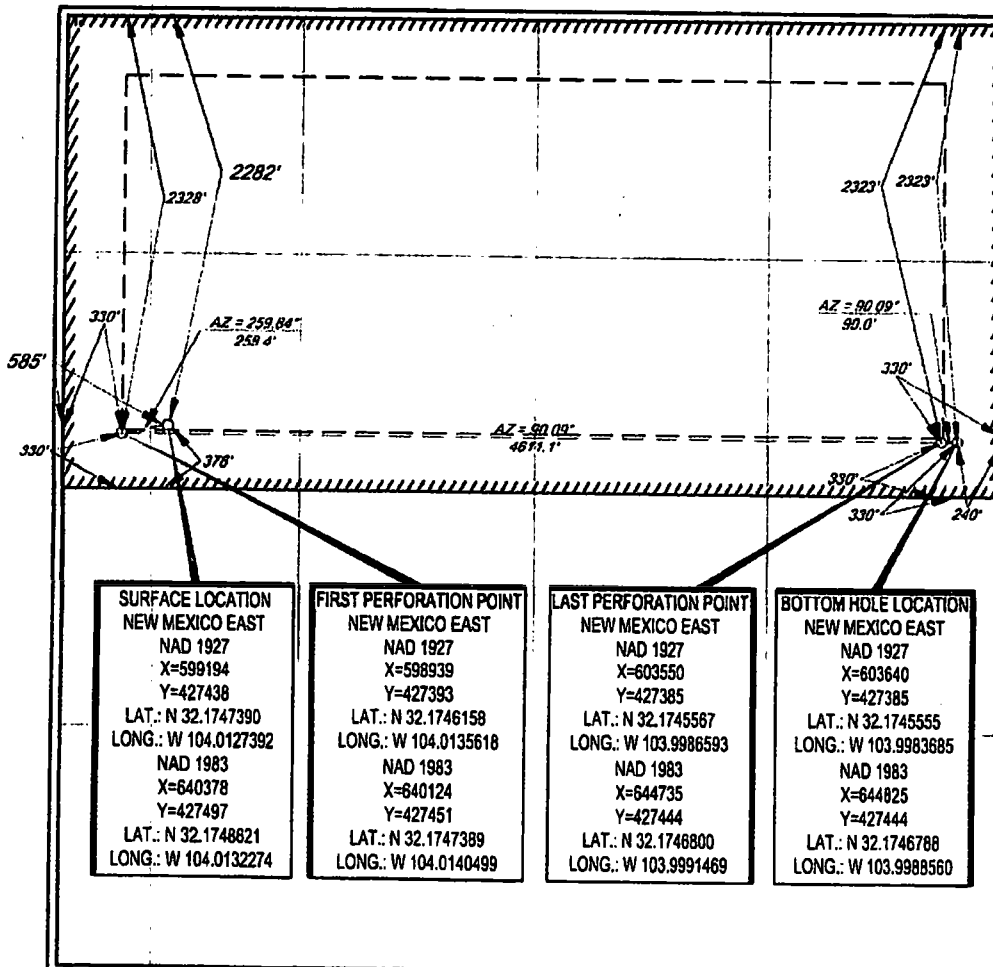 2328'
2282'
2323'
2323'
330'
AZ = 259.84°
259.4'
AZ = 90.09°
90.0'
585'
330'
AZ = 90.09°
4611.1'
330'
376'
330'
330'
240'
SURFACE LOCATION
NEW MEXICO EAST
NAD 1927
X=599194
Y=427438
LAT.: N 32.1747390
LONG.: W 104.0127392
NAD 1983
X=640378
Y=427497
LAT.: N 32.1748621
LONG.: W 104.0132274
FIRST PERFORATION POINT
NEW MEXICO EAST
NAD 1927
X=598939
Y=427393
LAT.: N 32.1746158
LONG.: W 104.0135618
NAD 1983
X=640124
Y=427451
LAT.: N 32.1747389
LONG.: W 104.0140499
LAST PERFORATION POINT
NEW MEXICO EAST
NAD 1927
X=603550
Y=427385
LAT.: N 32.1745567
LONG.: W 103.9986593
NAD 1983
X=644735
Y=427444
LAT.: N 32.1746800
LONG.: W 103.9991469
BOTTOM HOLE LOCATION
NEW MEXICO EAST
NAD 1927
X=603640
Y=427385
LAT.: N 32.1745555
LONG.: W 103.9983685
NAD 1983
X=644825
Y=427444
LAT.: N 32.1746788
LONG.: W 103.9988560